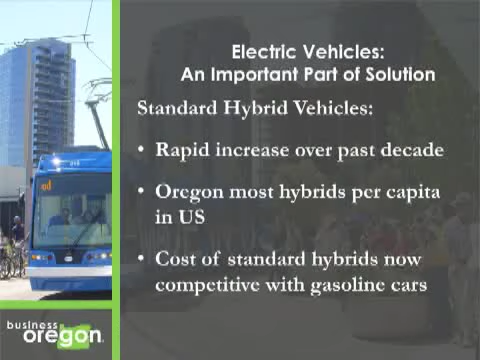 Electric Vehicles:
An Important Part of Solution
Standard Hybrid Vehicles:
• Rapid increase over past decade
• Oregon most hybrids per capita
in US
• Cost of standard hybrids now
competitive with gasoline cars
business
oregon